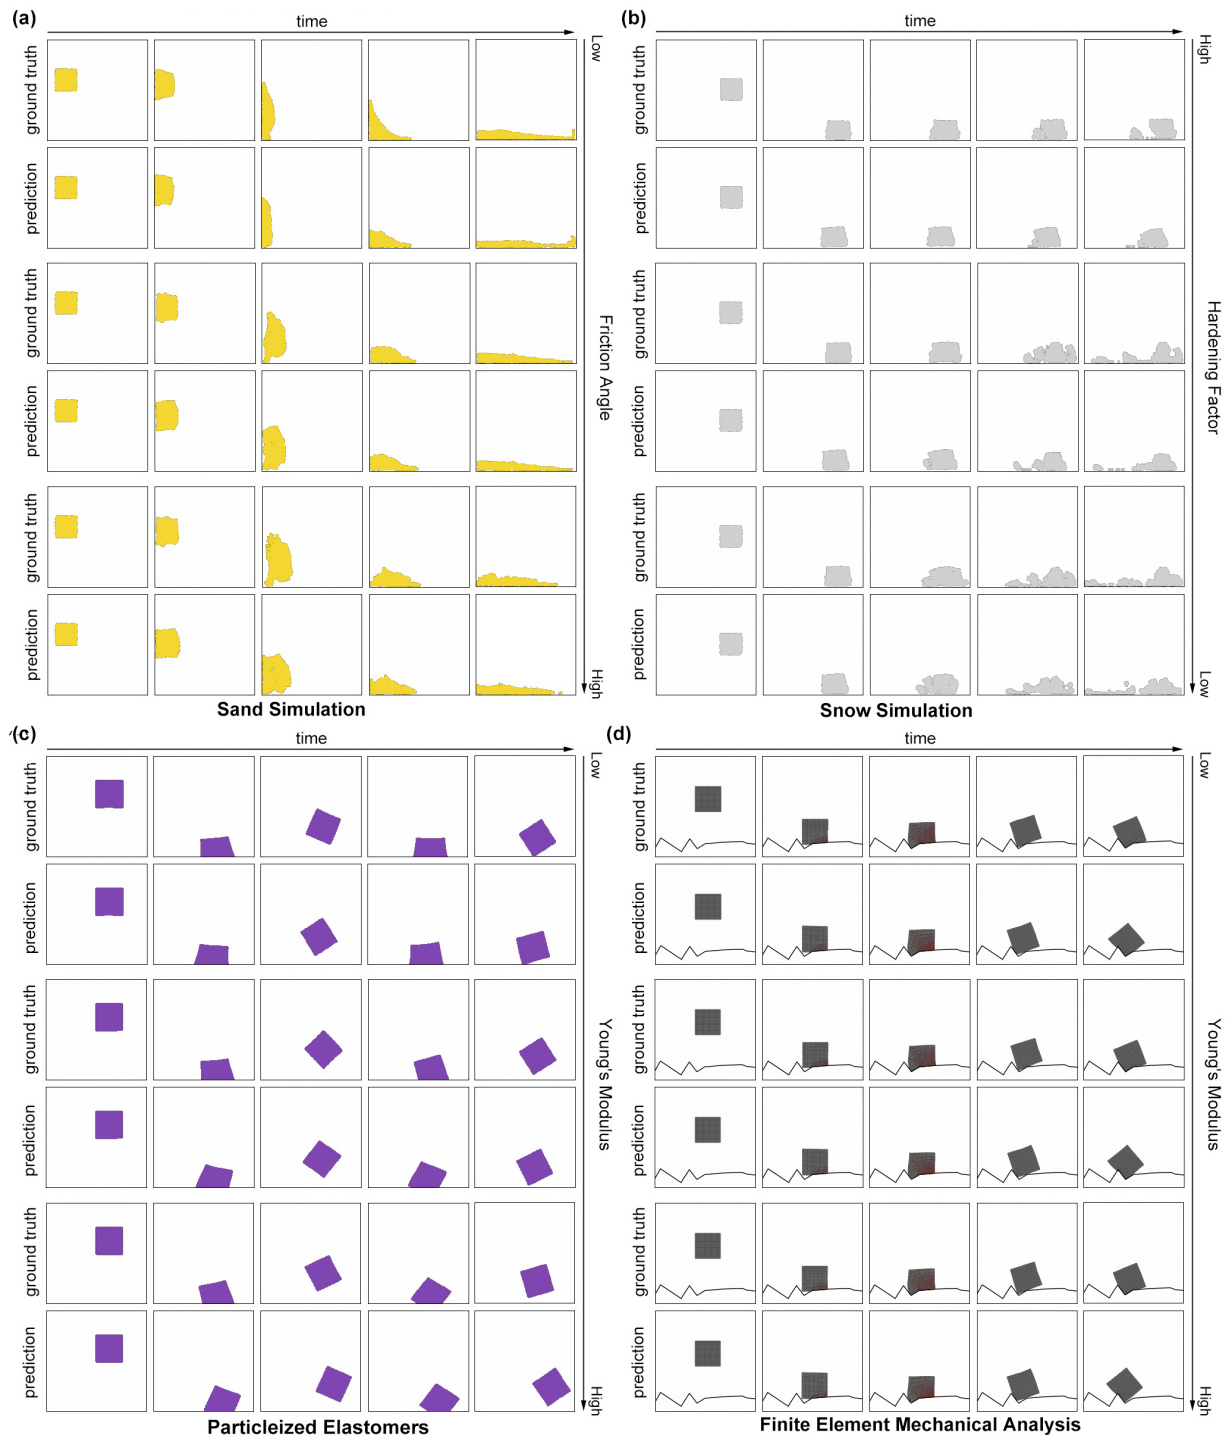 (a)
time
Low
ground truth
prediction
ground truth
prediction
ground truth
prediction
Friction Angle
High
Sand Simulation
(b)
time
High
ground truth
prediction
ground truth
prediction
ground truth
prediction
Hardening Factor
Low
Snow Simulation
(c)
time
Low
ground truth
prediction
ground truth
prediction
ground truth
prediction
Young's Modulus
High
Particleized Elastomers
(d)
time
Low
ground truth
prediction
ground truth
prediction
ground truth
prediction
Young's Modulus
High
Finite Element Mechanical Analysis